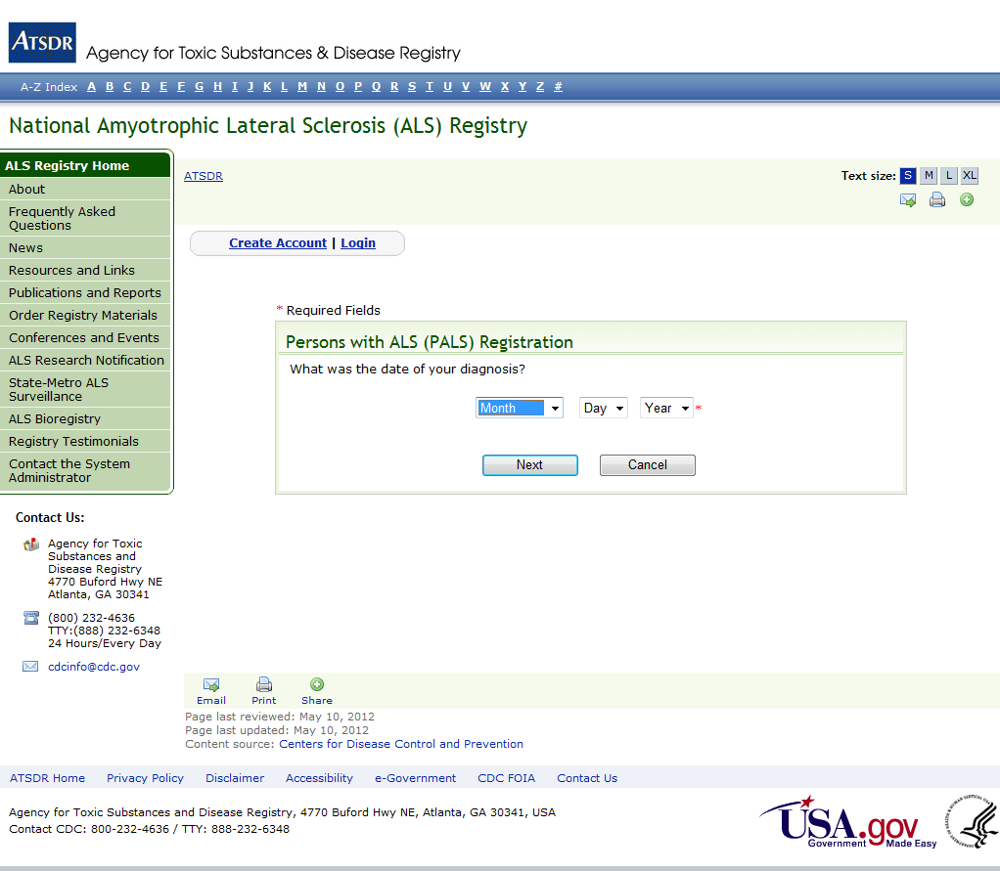 ATSDR
Agency for Toxic Substances & Disease Registry
A-Z Index A B C D E F G H I J K L M N O P Q R S T U V W X Y Z #
National Amyotrophic Lateral Sclerosis (ALS) Registry
ALS Registry Home
About
Frequently Asked
Questions
News
Resources and Links
Publications and Reports
Order Registry Materials
Conferences and Events
ALS Research Notification
State-Metro ALS
Surveillance
ALS Bioregistry
Registry Testimonials
Contact the System
Administrator
Contact Us:
Agency for Toxic
Substances and
Disease Registry
4770 Buford Hwy NE
Atlanta, GA 30341
(800) 232-4636
TTY:(888) 232-6348
24 Hours/Every Day
cdcinfo@cdc.gov
ATSDR
Text size: S M L XL
Create Account | Login
* Required Fields
Persons with ALS (PALS) Registration
What was the date of your diagnosis?
Month Day Year *
Next Cancel
Email Print Share
Page last reviewed: May 10, 2012
Page last updated: May 10, 2012
Content source: Centers for Disease Control and Prevention
ATSDR Home Privacy Policy Disclaimer Accessibility e-Government CDC FOIA Contact Us
Agency for Toxic Substances and Disease Registry, 4770 Buford Hwy NE, Atlanta, GA 30341, USA
Contact CDC: 800-232-4636 / TTY: 888-232-6348
USA.gov
Government Made Easy